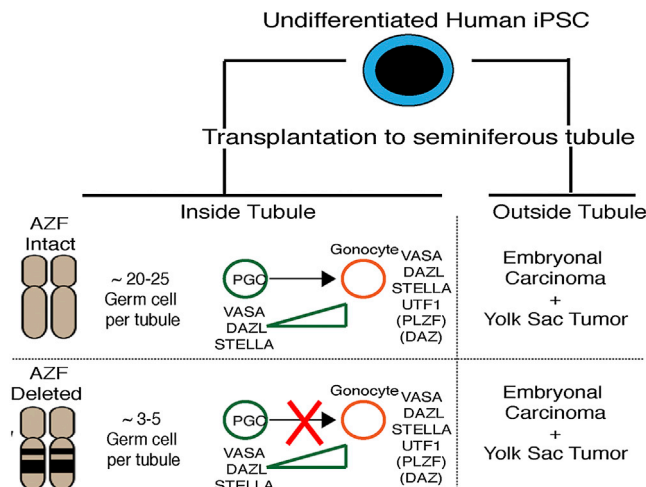 Undifferentiated Human iPSC
Transplantation to seminiferous tubule
Inside Tubule
Outside Tubule
AZF
Intact
~ 20-25
Germ cell
per tubule
PGC
VASA
DAZL
STELLA
Gonocyte
VASA
DAZL
STELLA
UTF1
(PLZF)
(DAZ)
Embryonal
Carcinoma
+
Yolk Sac Tumor
AZF
Deleted
~ 3-5
Germ cell
per tubule
PGC
VASA
DAZL
STELLA
Gonocyte
VASA
DAZL
STELLA
UTF1
(PLZF)
(DAZ)
Embryonal
Carcinoma
+
Yolk Sac Tumor